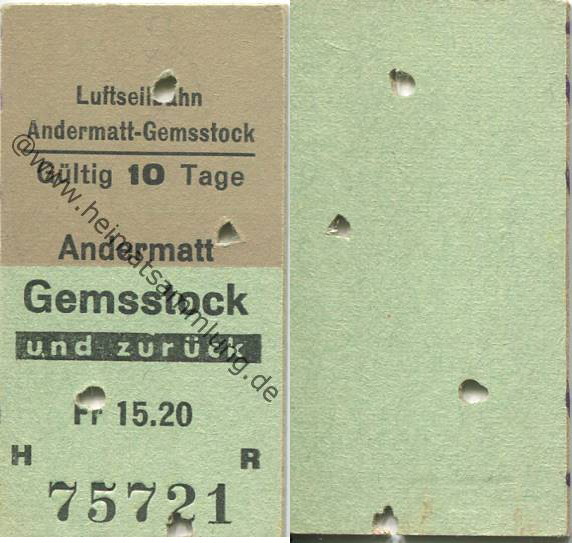 Luftseilbahn
Andermatt-Gemsstock
Gültig 10 Tage
Andermatt
Gemsstock
und zurück
Fr 15.20
H R
75721
@www.heimatsammlung.de